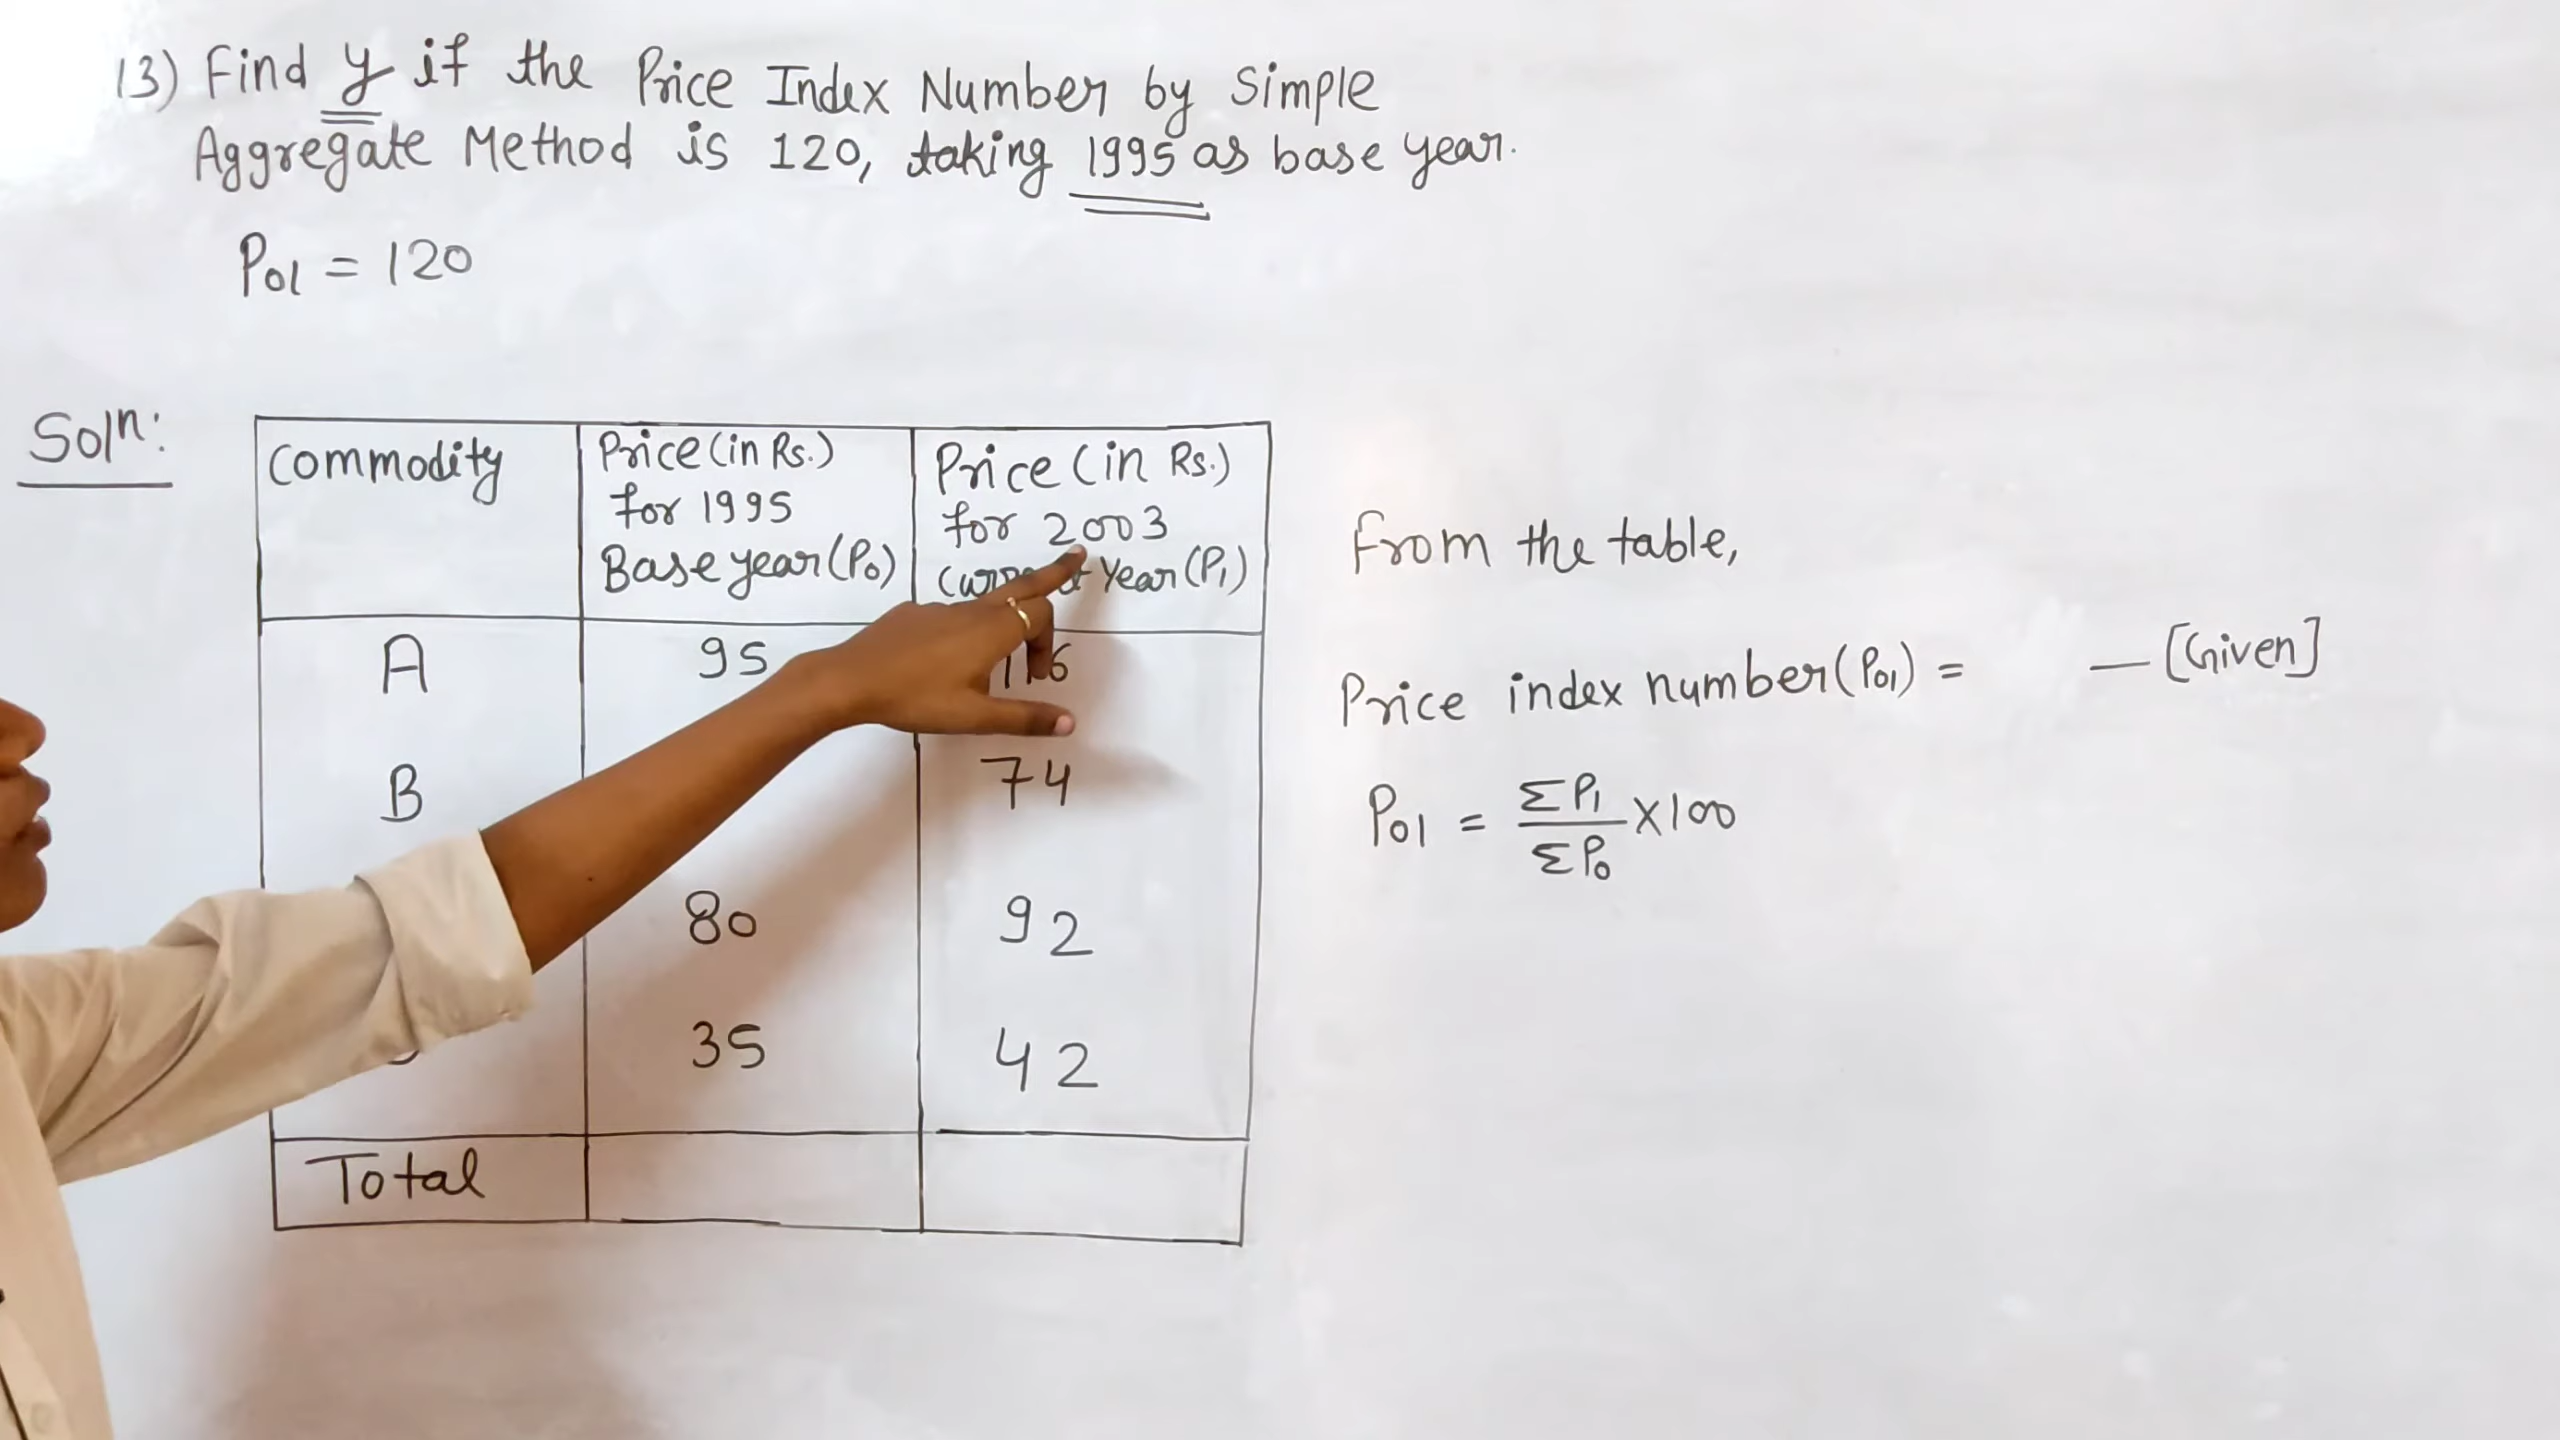 13) Find y if the Price Index Number by Simple
Aggregate Method is 120, taking 1995 as base year.
P01 = 120
Soln:
Commodity
Price (in Rs.)
for 1995
Base year (P0)
Price (in Rs.)
for 2003
Year (P1)
A 95
B 74
80 92
35 42
Total
From the table,
Price index number (P01) = — [Given]
P01 = ΣP1/ΣP0 ×100